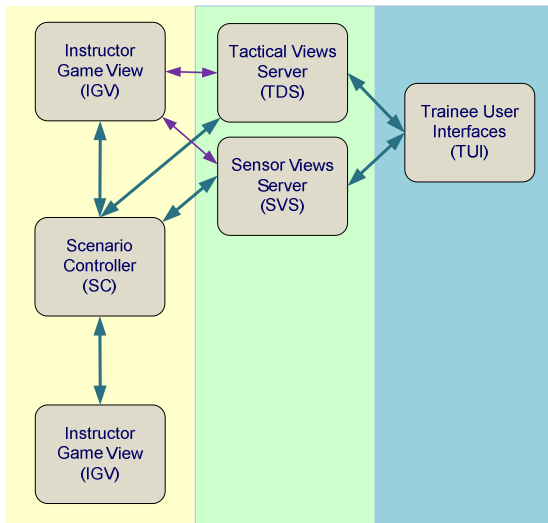 Instructor
Game View
(IGV)
Tactical Views
Server
(TDS)
Trainee User
Interfaces
(TUI)
Sensor Views
Server
(SVS)
Scenario
Controller
(SC)
Instructor
Game View
(IGV)